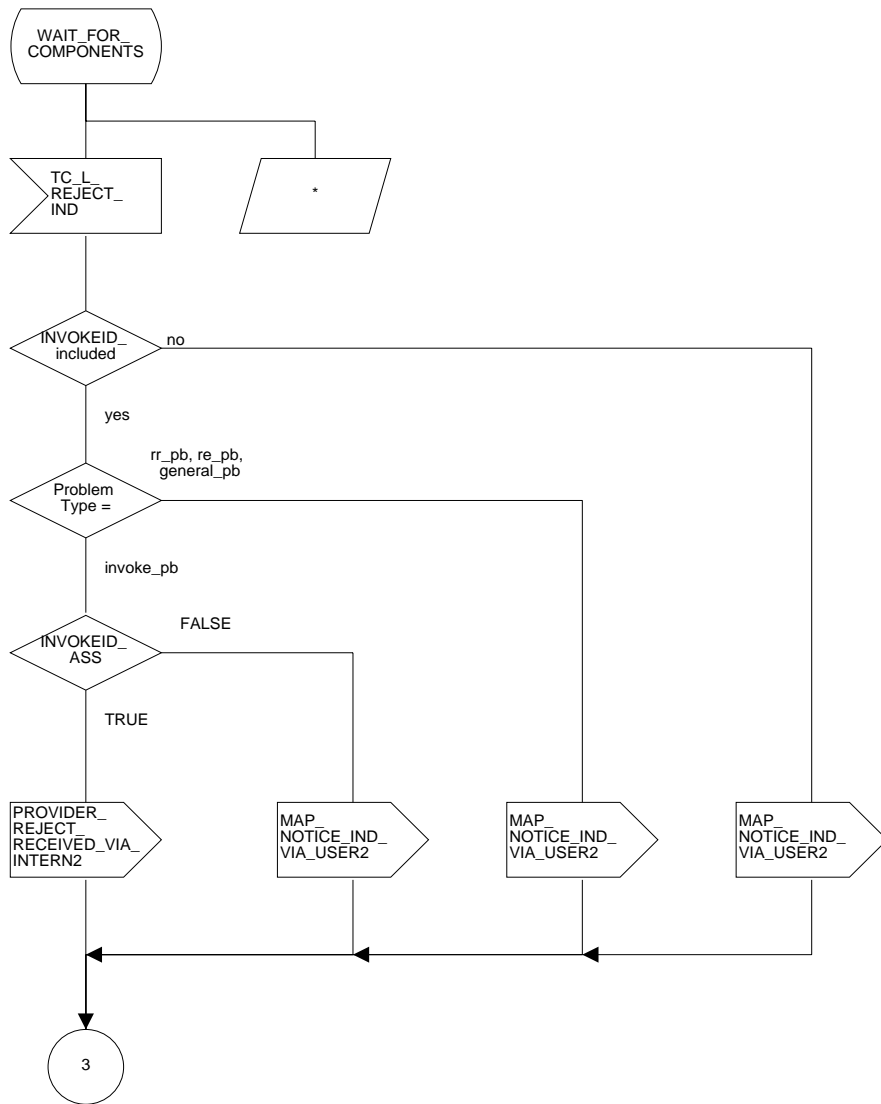 WAIT_FOR_
COMPONENTS
TC_L_
REJECT_
IND
*
INVOKEID_
included
no
yes
rr_pb, re_pb,
general_pb
Problem
Type =
invoke_pb
FALSE
INVOKEID_
ASS
TRUE
PROVIDER_
REJECT_
RECEIVED_VIA_
INTERN2
MAP_
NOTICE_IND_
VIA_USER2
MAP_
NOTICE_IND_
VIA_USER2
MAP_
NOTICE_IND_
VIA_USER2
3